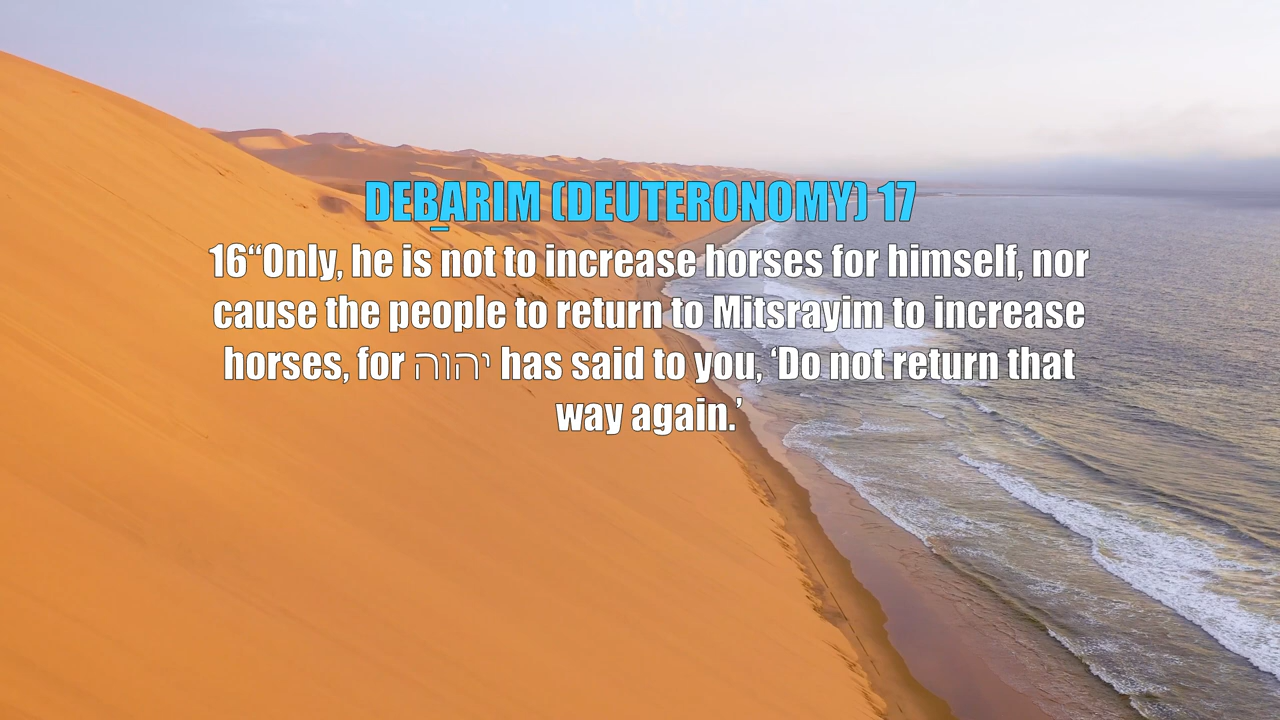 DEḆARIM (DEUTERONOMY) 17
16“Only, he is not to increase horses for himself, nor
cause the people to return to Mitsrayim to increase
horses, for יהוה has said to you, ‘Do not return that
way again.’